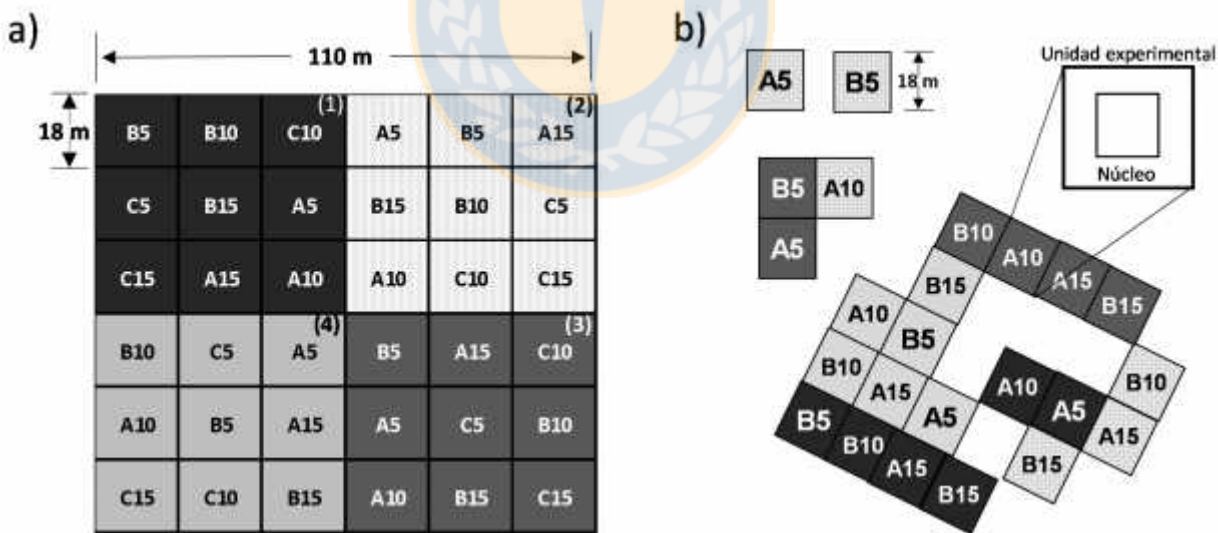 a)
110 m
18 m
(1) (2)
B5 B10 C10 A5 B5 A15
C5 B15 A5 B15 B10 C5
C15 A15 A10 A10 C10 C15
(4) (3)
B10 C5 A5 B5 A15 C10
A10 B5 A15 A5 C5 B10
C15 C10 B15 A10 B15 C15
b)
Unidad experimental
A5 B5 18 m
Núcleo
B5 A10
A5
B10 A10 A15 B15
B15
A10 B5
B10 A15 A5
B5 B10 A15 B15
A10 A5 B10
B15 A15